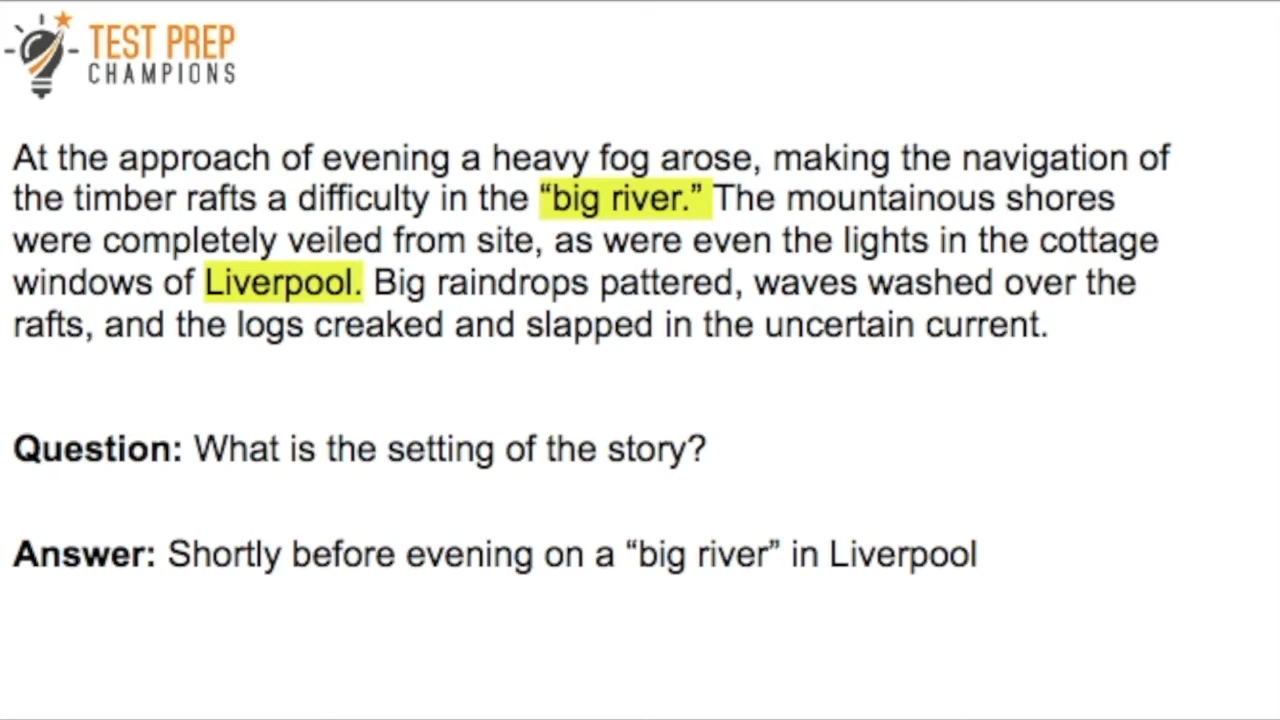 TEST PREP
CHAMPIONS
At the approach of evening a heavy fog arose, making the navigation of
the timber rafts a difficulty in the “big river.” The mountainous shores
were completely veiled from site, as were even the lights in the cottage
windows of Liverpool. Big raindrops pattered, waves washed over the
rafts, and the logs creaked and slapped in the uncertain current.
Question: What is the setting of the story?
Answer: Shortly before evening on a “big river” in Liverpool